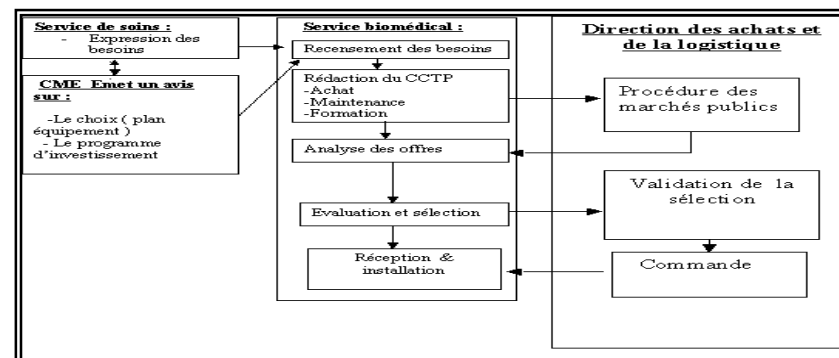 Service de soins :
- Expression des
besoins
CME Emet un avis
sur :
-Le choix ( plan
équipement )
- Le programme
d'investissement
Service biomédical :
Recensement des besoins
Rédaction du CCTP
-Achat
-Maintenance
-Formation
Analyse des offres
Evaluation et sélection
Réception &
installation
Direction des achats et
de la logistique
Procédure des
marchés publics
Validation de la
sélection
Commande